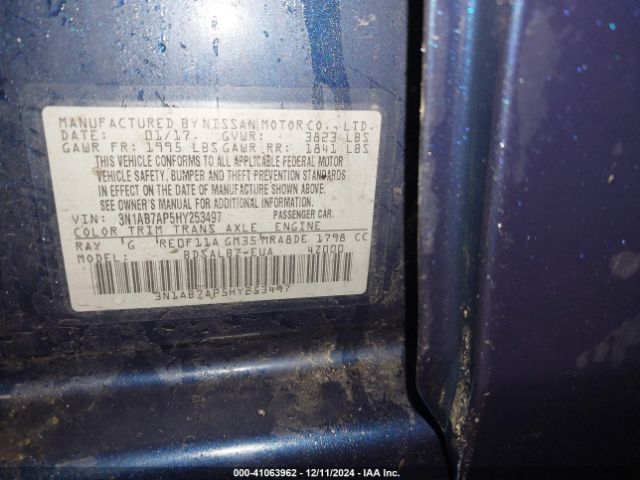 MANUFACTURED BY NISSAN MOTOR CO., LTD.
DATE: 01/17 GVWR: 3823 LBS
GAWR FR: 1995 LBS GAWR RR: 1841 LBS
THIS VEHICLE CONFORMS TO ALL APPLICABLE FEDERAL MOTOR
VEHICLE SAFETY, BUMPER AND THEFT PREVENTION STANDARDS
IN EFFECT ON THE DATE OF MANUFACTURE SHOWN ABOVE.
SEE OWNER'S MANUAL FOR ADDITIONAL INFORMATION.
VIN: 3N1AB7AP5HY253497 PASSENGER CAR.
COLOR TRIM TRANS AXLE ENGINE
RAY G RE0F11A GM35 MRA8DE 1798 CC
MODEL: BDSALB7-EUA 4Z000
3N1AB7AP5HY253497
000-41063962 - 12/11/2024 - IAA Inc.